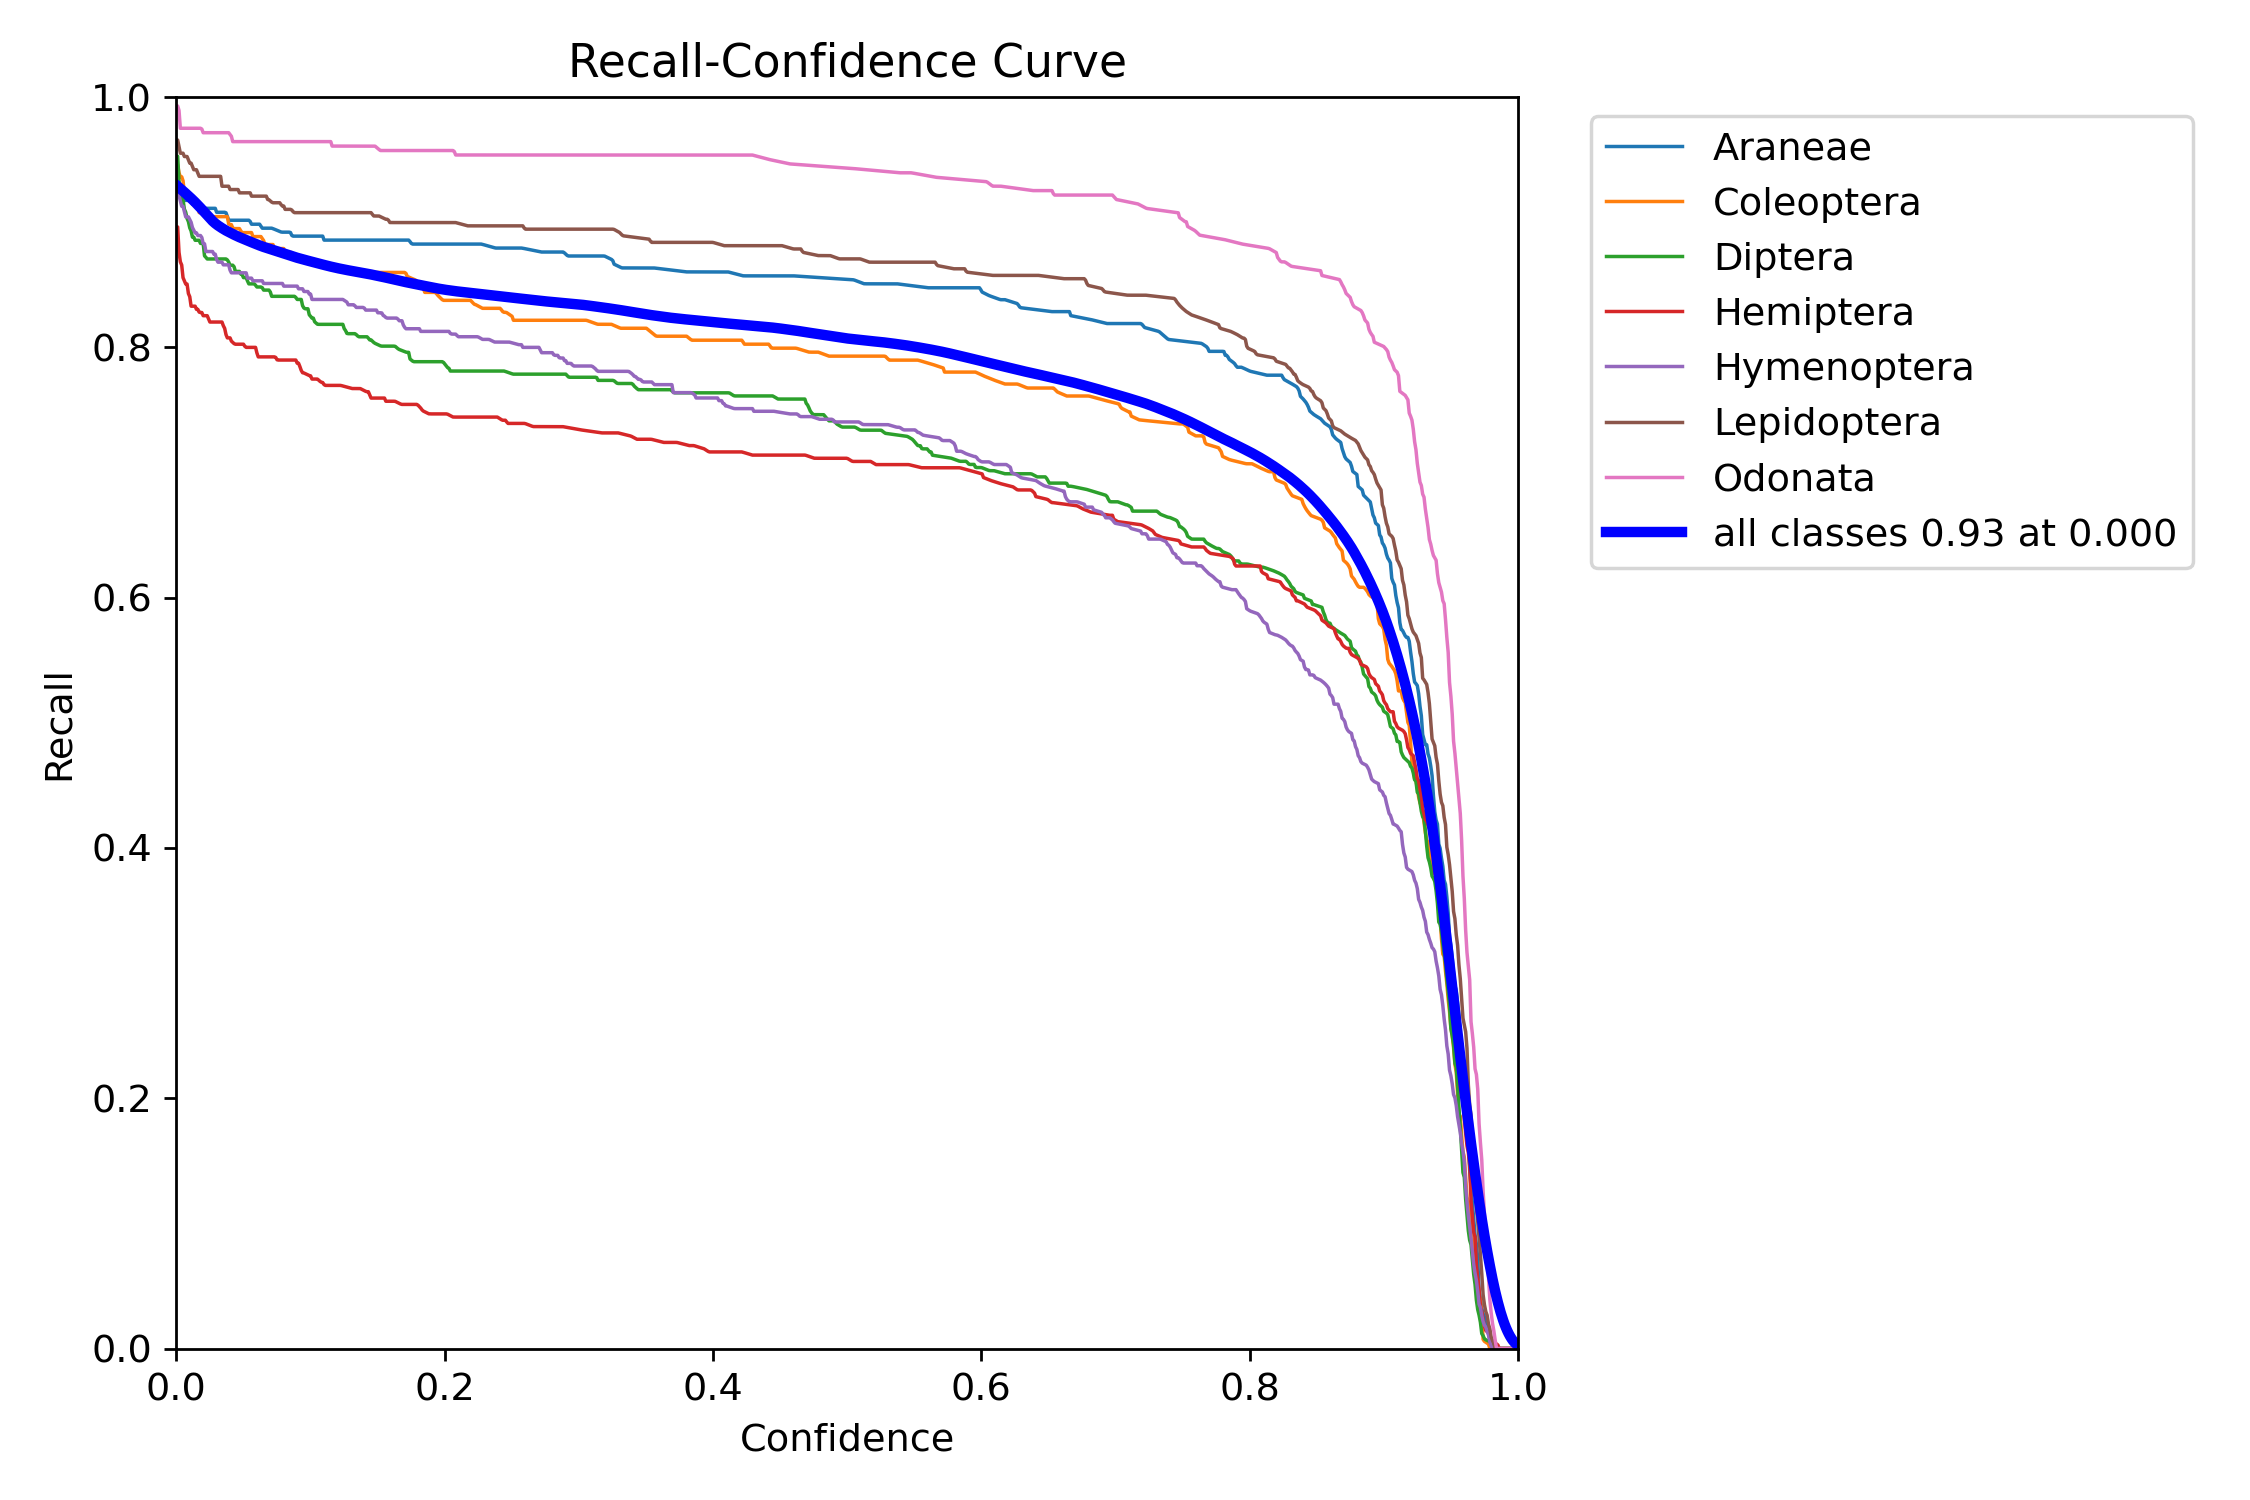 Recall-Confidence Curve
1.0
0.8
0.6
0.4
0.2
0.0
Recall
0.0 0.2 0.4 0.6 0.8 1.0
Confidence
Araneae
Coleoptera
Diptera
Hemiptera
Hymenoptera
Lepidoptera
Odonata
all classes 0.93 at 0.000